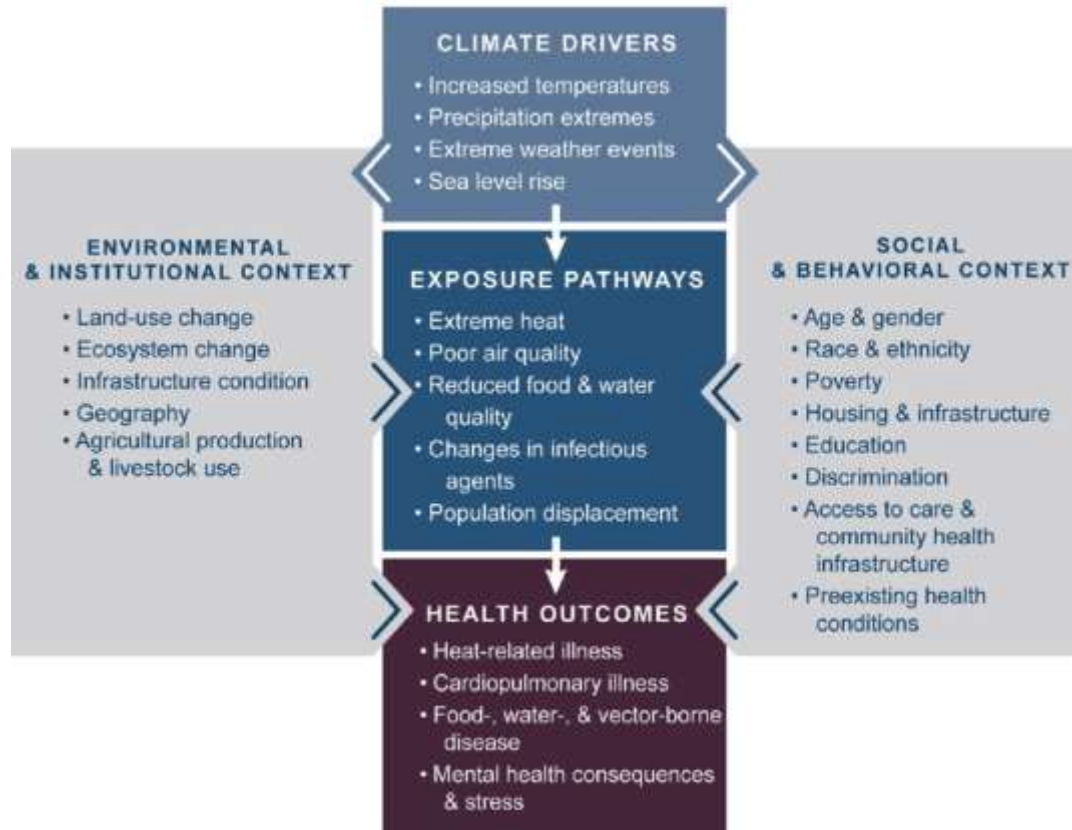 CLIMATE DRIVERS
• Increased temperatures
• Precipitation extremes
• Extreme weather events
• Sea level rise
ENVIRONMENTAL
& INSTITUTIONAL CONTEXT
• Land-use change
• Ecosystem change
• Infrastructure condition
• Geography
• Agricultural production
& livestock use
EXPOSURE PATHWAYS
• Extreme heat
• Poor air quality
• Reduced food & water
quality
• Changes in infectious
agents
• Population displacement
SOCIAL
& BEHAVIORAL CONTEXT
• Age & gender
• Race & ethnicity
• Poverty
• Housing & infrastructure
• Education
• Discrimination
• Access to care &
community health
infrastructure
• Preexisting health
conditions
HEALTH OUTCOMES
• Heat-related illness
• Cardiopulmonary illness
• Food-, water-, & vector-borne
disease
• Mental health consequences
& stress